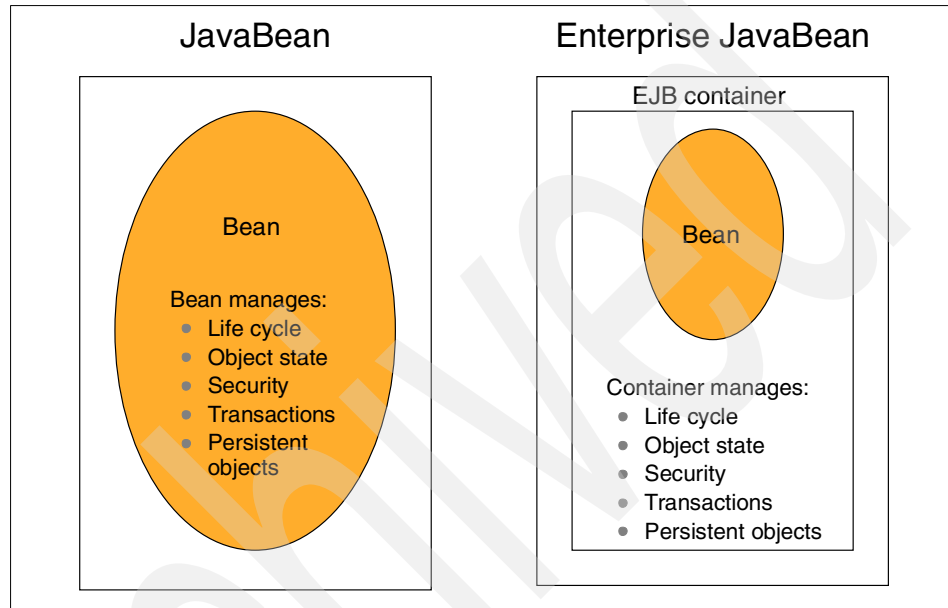 JavaBean
Bean
Bean manages:
Life cycle
Object state
Security
Transactions
Persistent
objects
Enterprise JavaBean
EJB container
Bean
Container manages:
Life cycle
Object state
Security
Transactions
Persistent objects